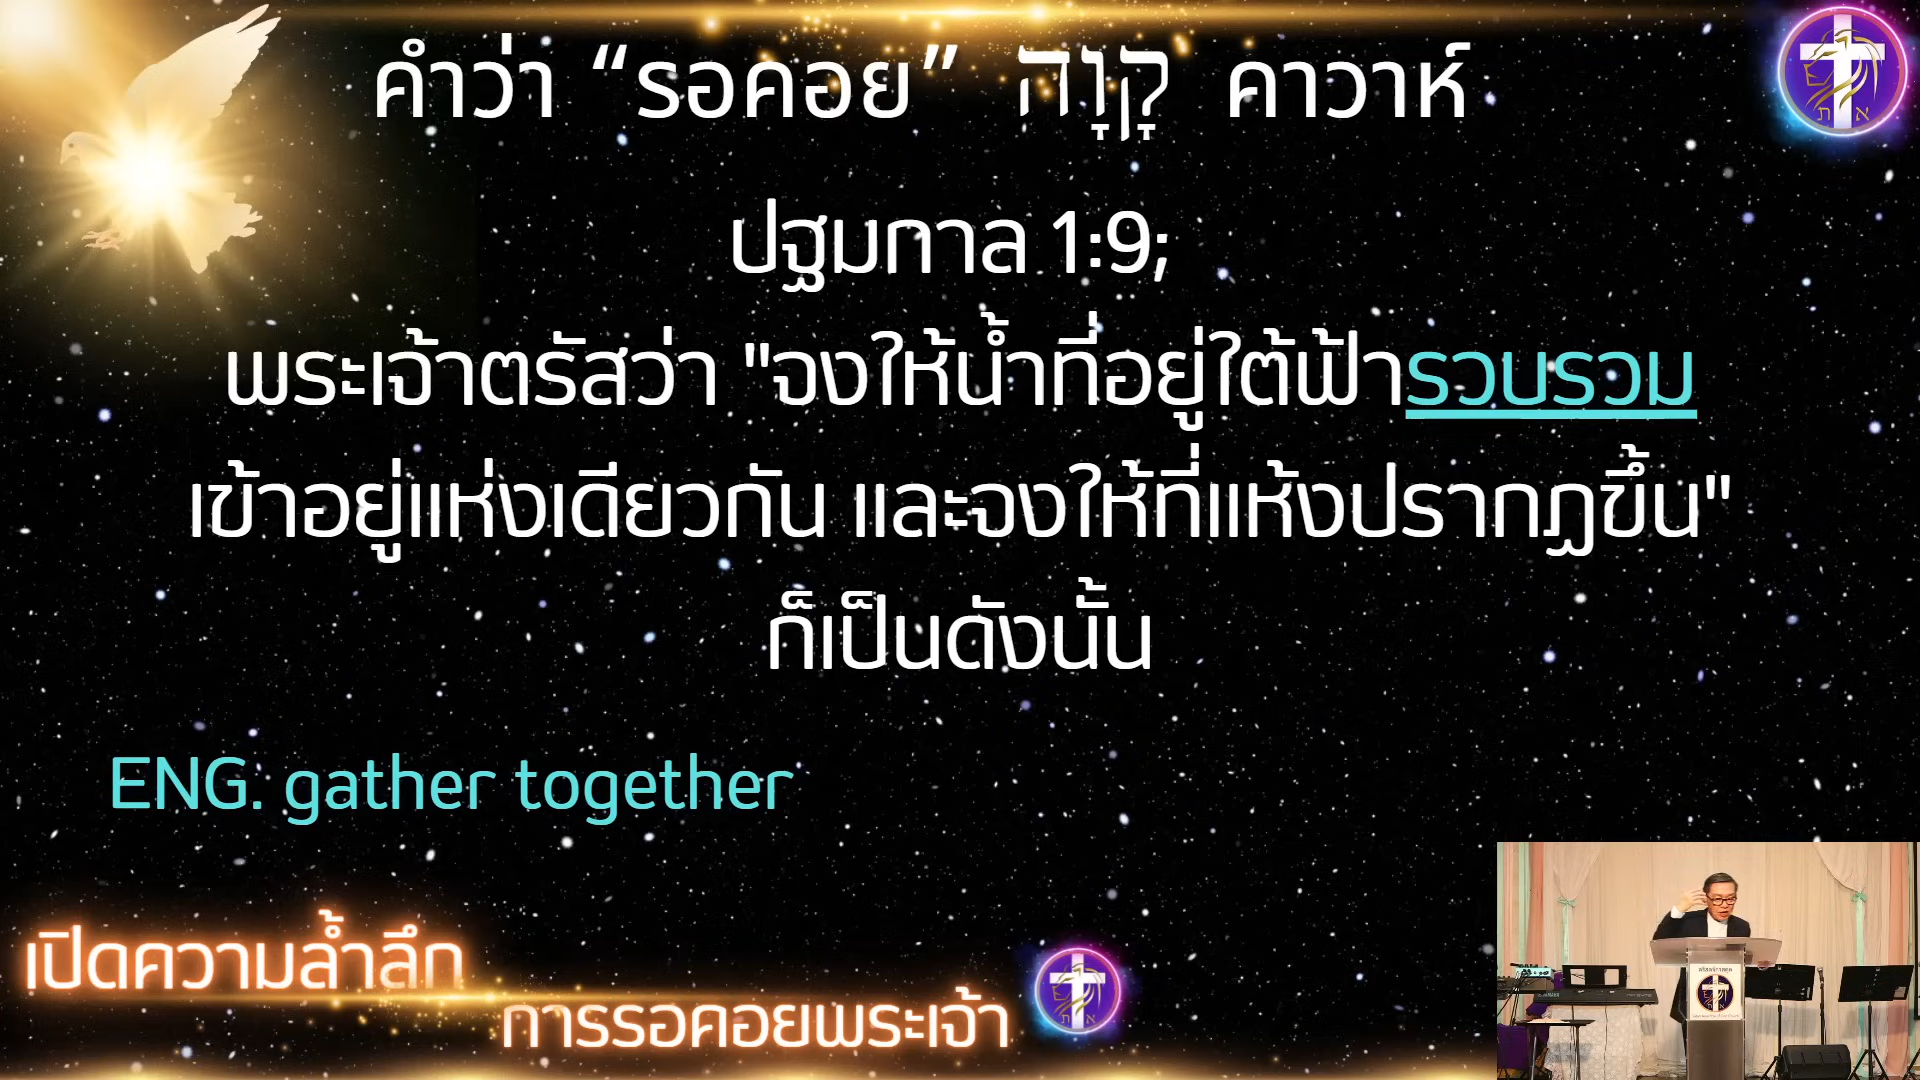 คำว่า “รอคอย” קָוָה คาวาห์
ปฐมกาล 1:9;
พระเจ้าตรัสว่า "จงให้น้ำที่อยู่ใต้ฟ้ารวบรวม
เข้าอยู่แห่งเดียวกัน และจงให้ที่แห้งปรากฏขึ้น"
ก็เป็นดังนั้น
ENG. gather together
เปิดความล้ำลึก
การรอคอยพระเจ้า
את
את
YAMAHA